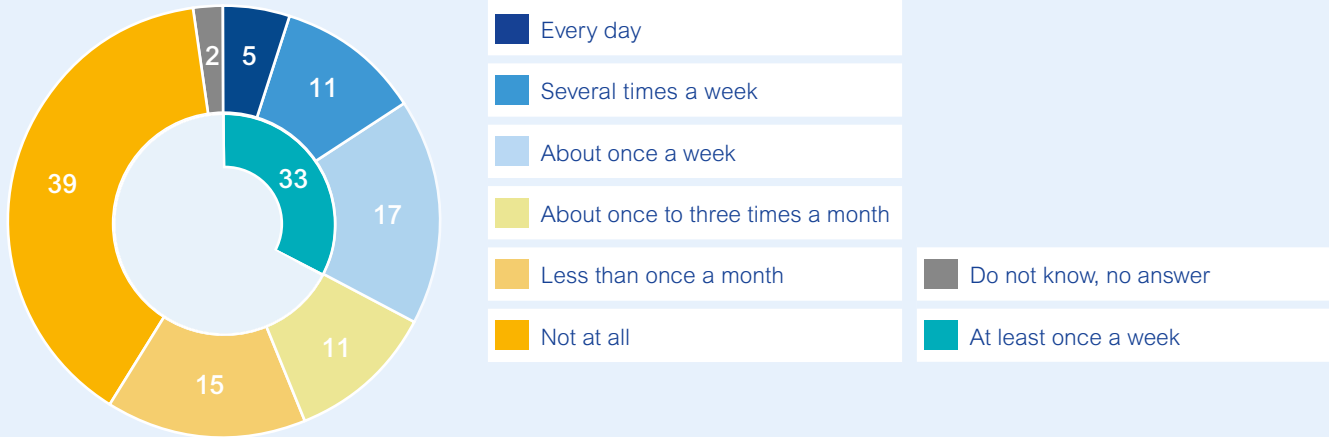 2
5
11
33
39
17
11
15
Every day
Several times a week
About once a week
About once to three times a month
Less than once a month
Not at all
Do not know, no answer
At least once a week